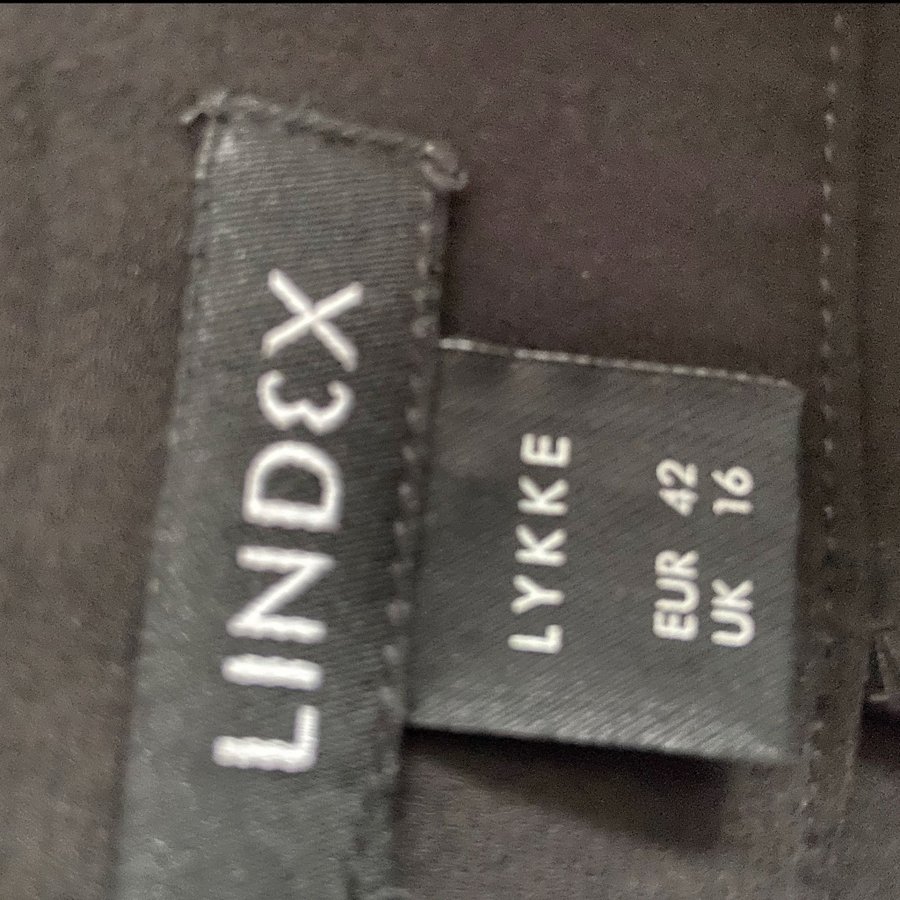 LINDEX
LYKKE
EUR 42
UK 16